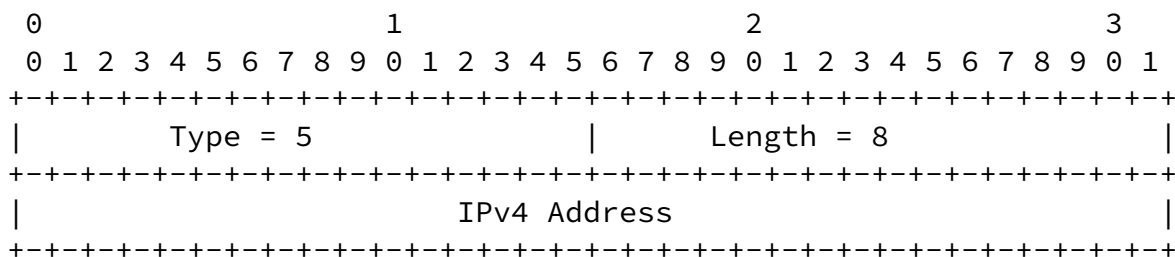 0                   1                   2                   3
 0 1 2 3 4 5 6 7 8 9 0 1 2 3 4 5 6 7 8 9 0 1 2 3 4 5 6 7 8 9 0 1
+-+-+-+-+-+-+-+-+-+-+-+-+-+-+-+-+-+-+-+-+-+-+-+-+-+-+-+-+-+-+-+-+
|        Type = 5               |      Length = 8               |
+-+-+-+-+-+-+-+-+-+-+-+-+-+-+-+-+-+-+-+-+-+-+-+-+-+-+-+-+-+-+-+-+
|                        IPv4 Address                           |
+-+-+-+-+-+-+-+-+-+-+-+-+-+-+-+-+-+-+-+-+-+-+-+-+-+-+-+-+-+-+-+-+